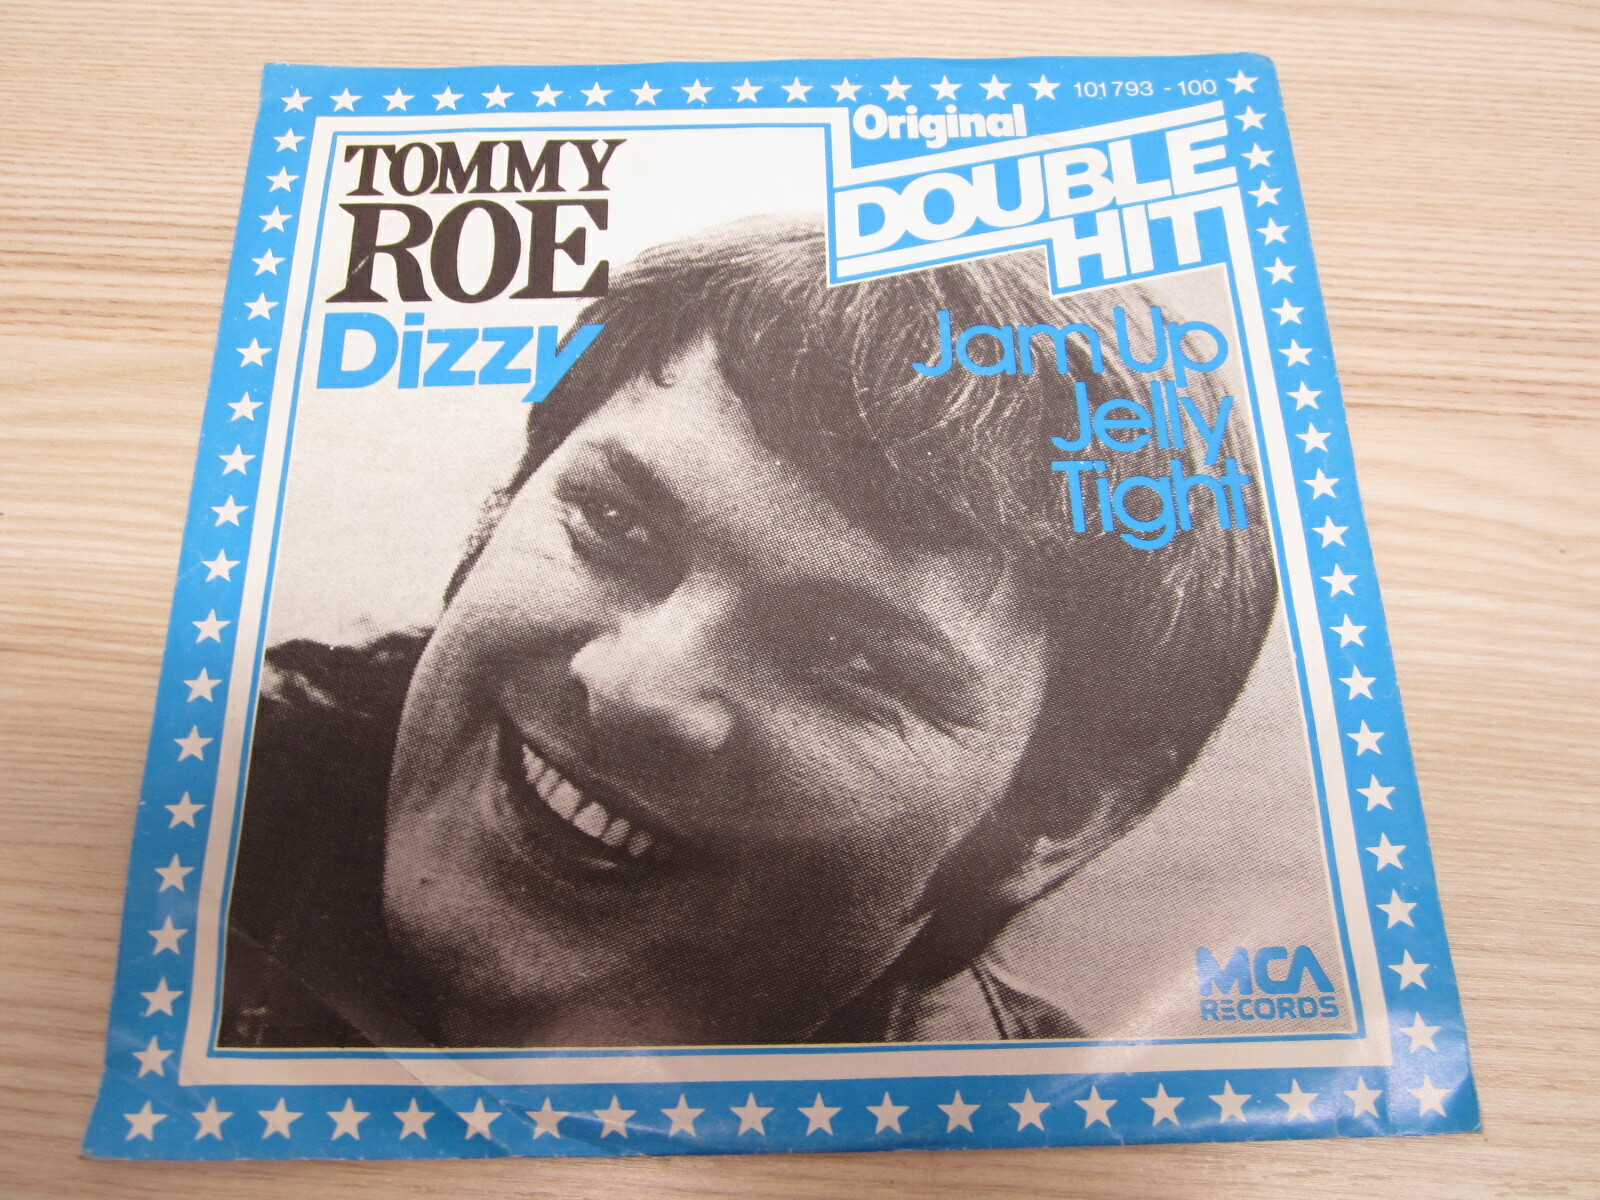 101793 - 100
Original
DOUBLE
HIT
TOMMY
ROE
Dizzy
Jam Up
Jelly
Tight
MCA
RECORDS